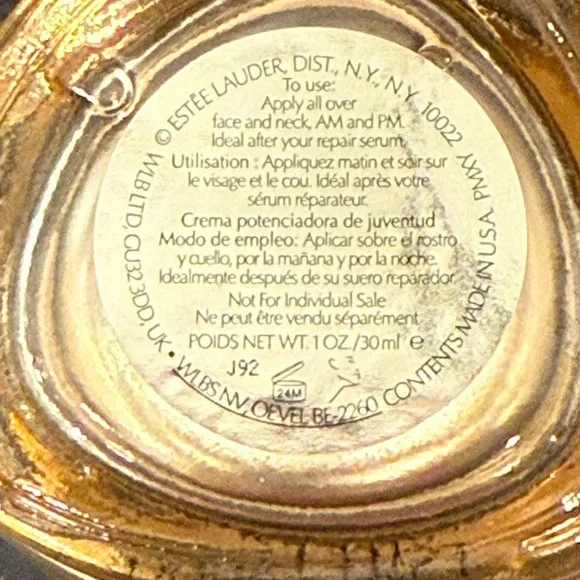 © ESTÉE LAUDER, DIST., N.Y., N.Y. 10022
To use:
Apply all over
face and neck, AM and PM.
Ideal after your repair serum.
Utilisation : Appliquez matin et soir sur
le visage et le cou. Idéal après votre
sérum réparateur.
Crema potenciadora de juventud
Modo de empleo: Aplicar sobre el rostro
y cuello, por la mañana y por la noche.
Idealmente después de su suero reparador.
Not For Individual Sale
Ne peut être vendu séparément
POIDS NET WT. 1 OZ./30 ml ℮
J92
24M
WLB LTD, CU32 3DD, UK • WLBS NV, OEVEL BE-2260 CONTENTS MADE IN U.S.A.